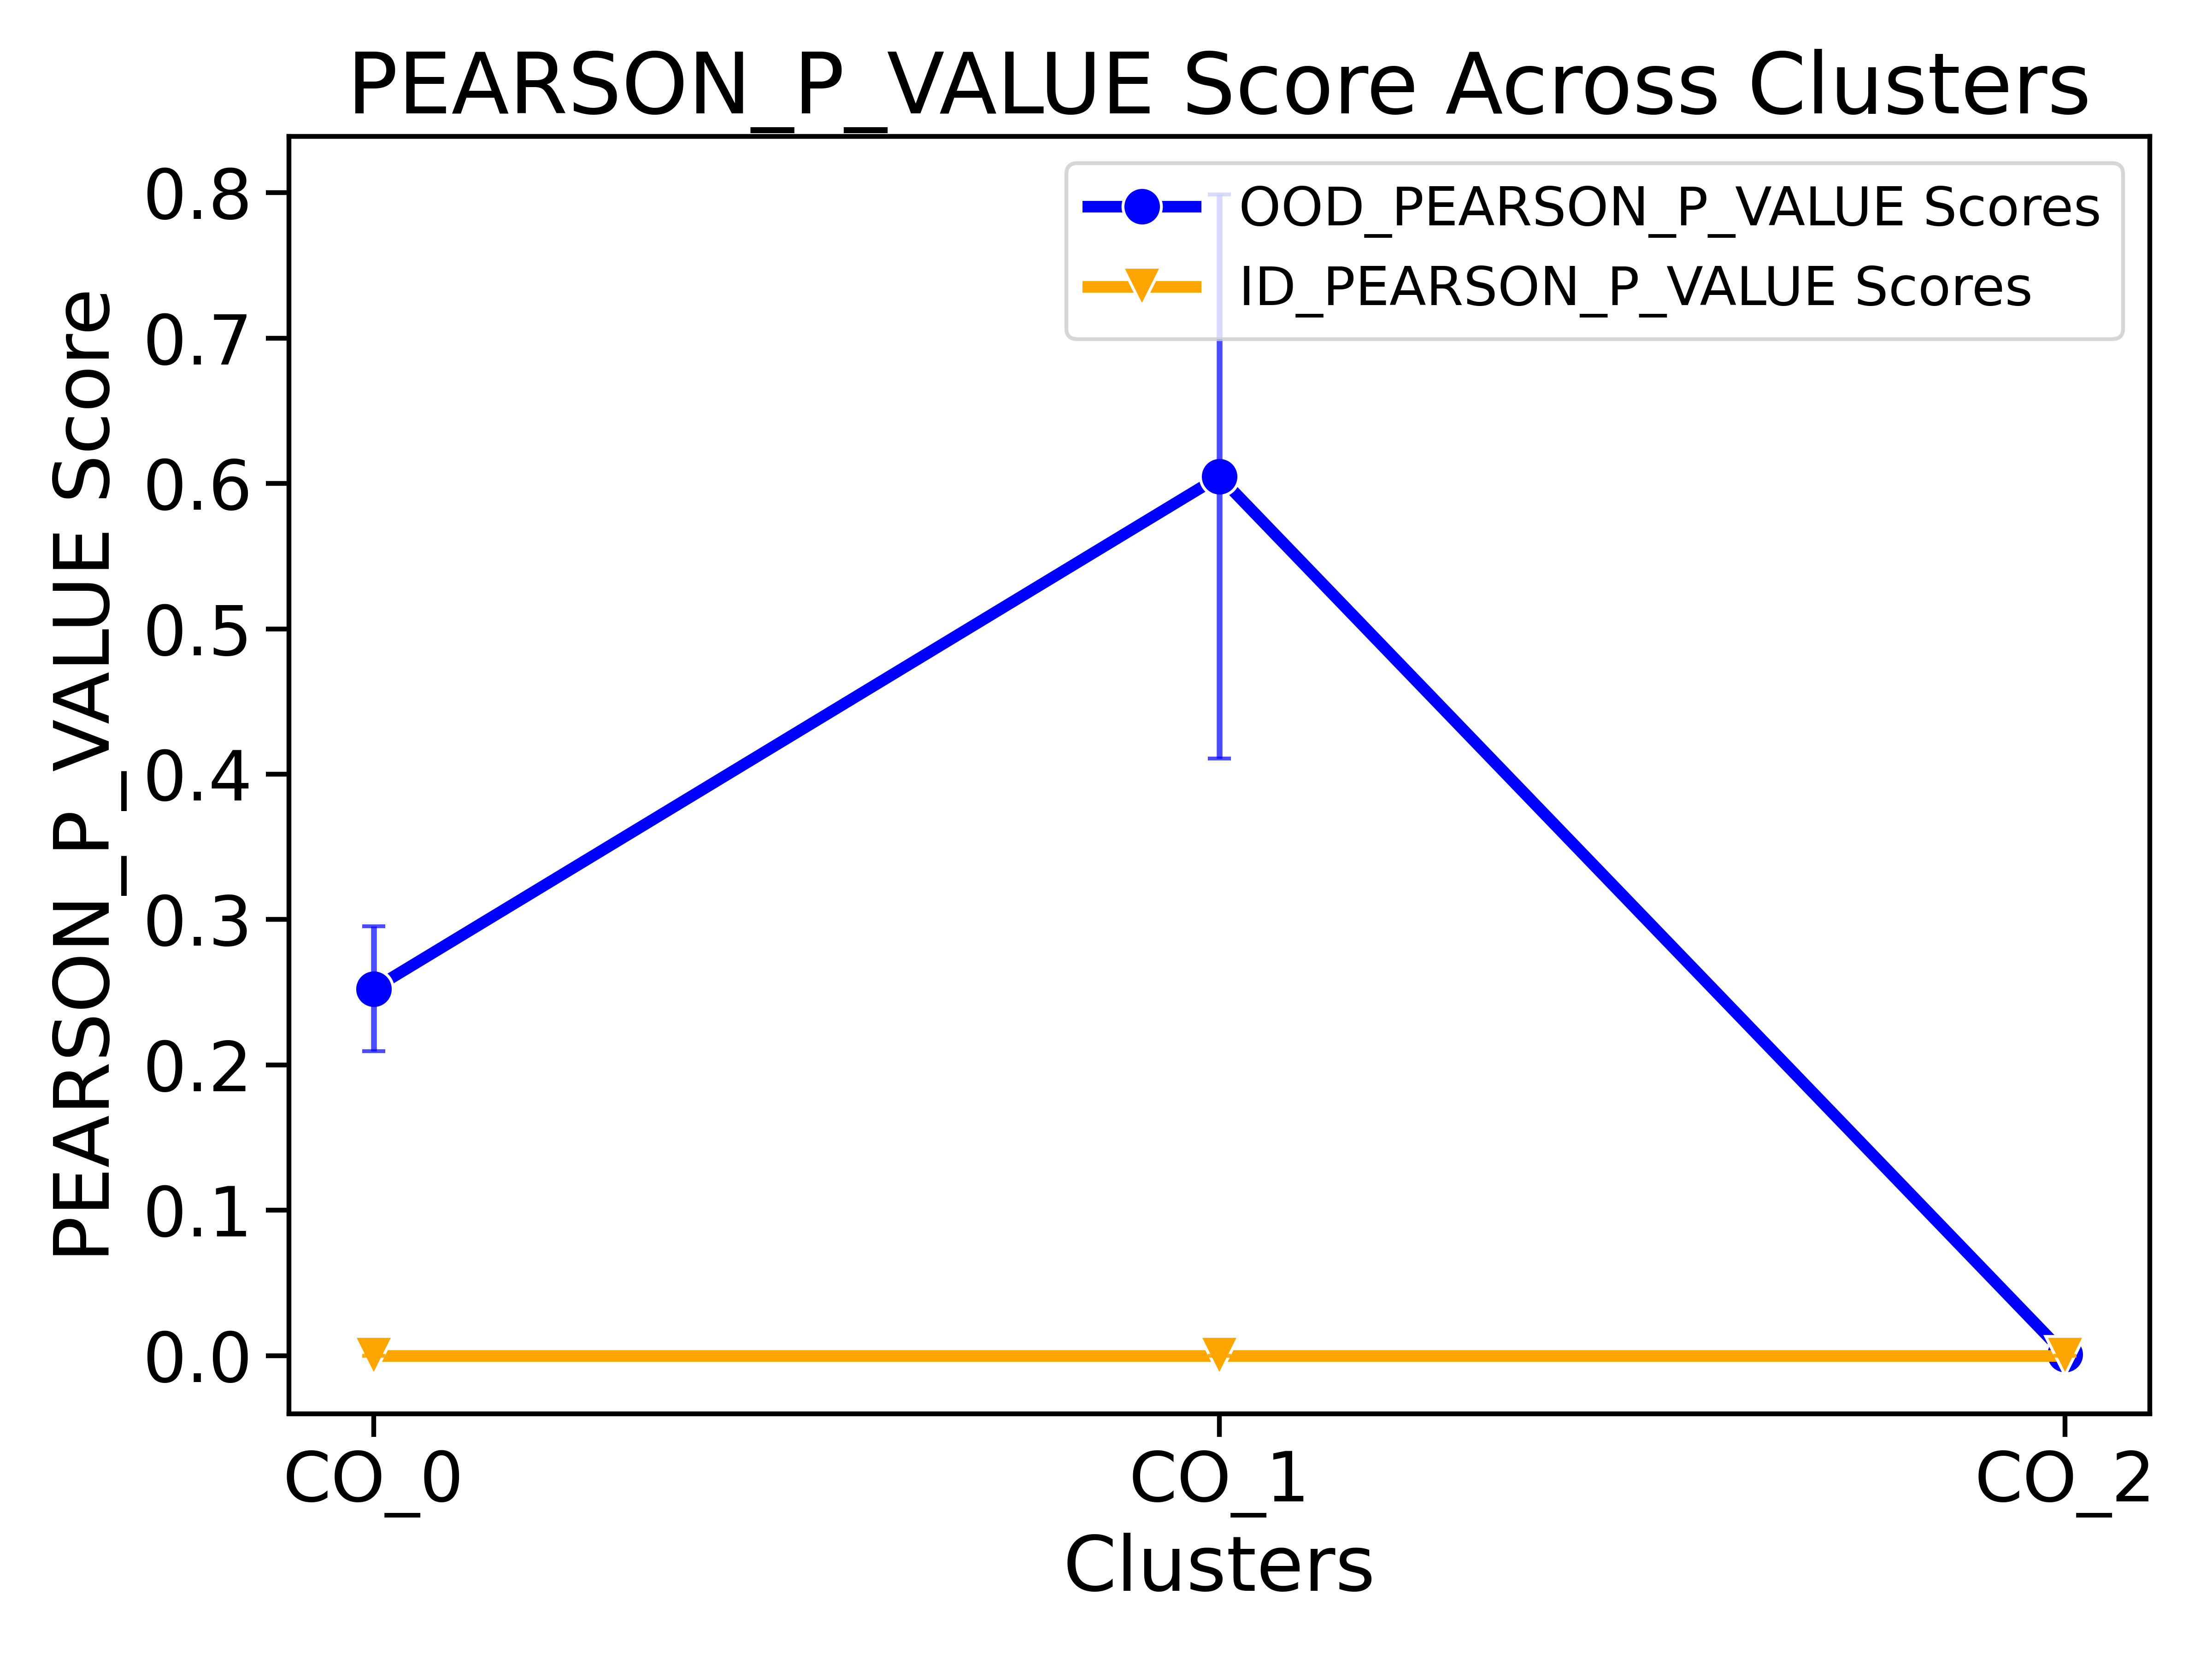 PEARSON_P_VALUE Score Across Clusters
OOD_PEARSON_P_VALUE Scores
ID_PEARSON_P_VALUE Scores
PEARSON_P_VALUE Score
0.8
0.7
0.6
0.5
0.4
0.3
0.2
0.1
0.0
CO_0 CO_1 CO_2
Clusters